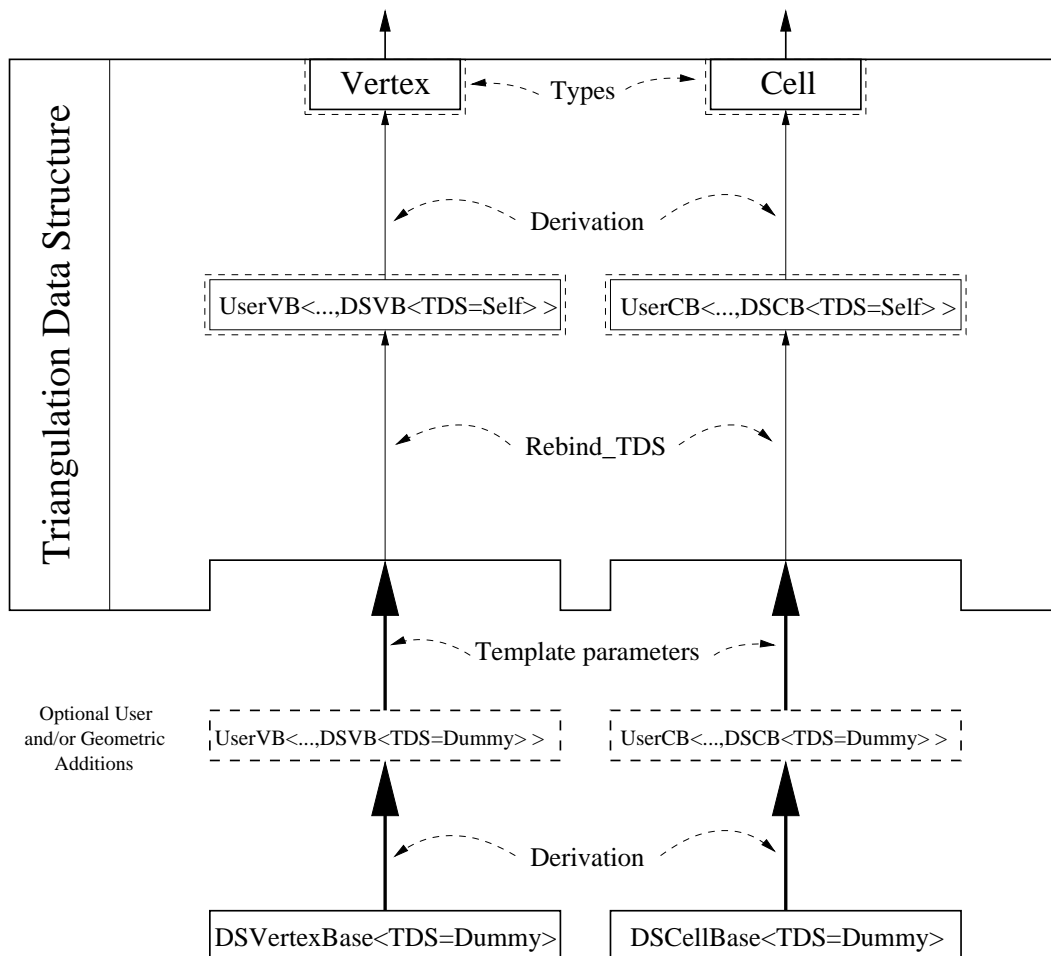 Vertex
Types
Cell
Triangulation Data Structure
Derivation
UserVB<...,DSVB<TDS=Self> >
UserCB<...,DSCB<TDS=Self> >
Rebind_TDS
Template parameters
Optional User
and/or Geometric
Additions
UserVB<...,DSVB<TDS=Dummy> >
UserCB<...,DSCB<TDS=Dummy> >
Derivation
DSVertexBase<TDS=Dummy>
DSCellBase<TDS=Dummy>